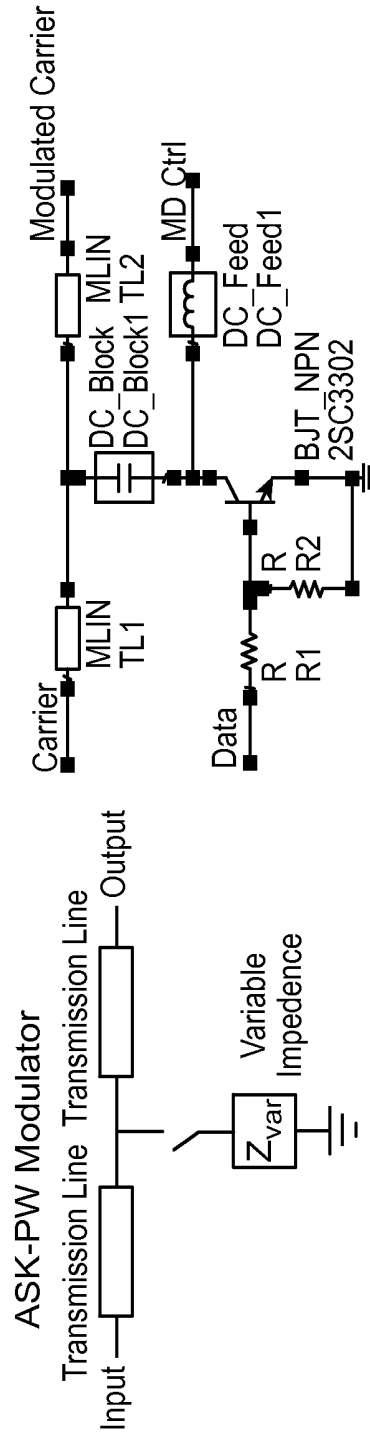 ASK-PW Modulator
Transmission Line
Transmission Line
Input
Output
Zvar
Variable
Impedence
Carrier
MLIN
TL1
Modulated Carrier
MLIN
TL2
DC_Block
DC_Block1
MD Ctrl
DC_Feed
DC_Feed1
Data
R
R1
R
R2
BJT_NPN
2SC3302